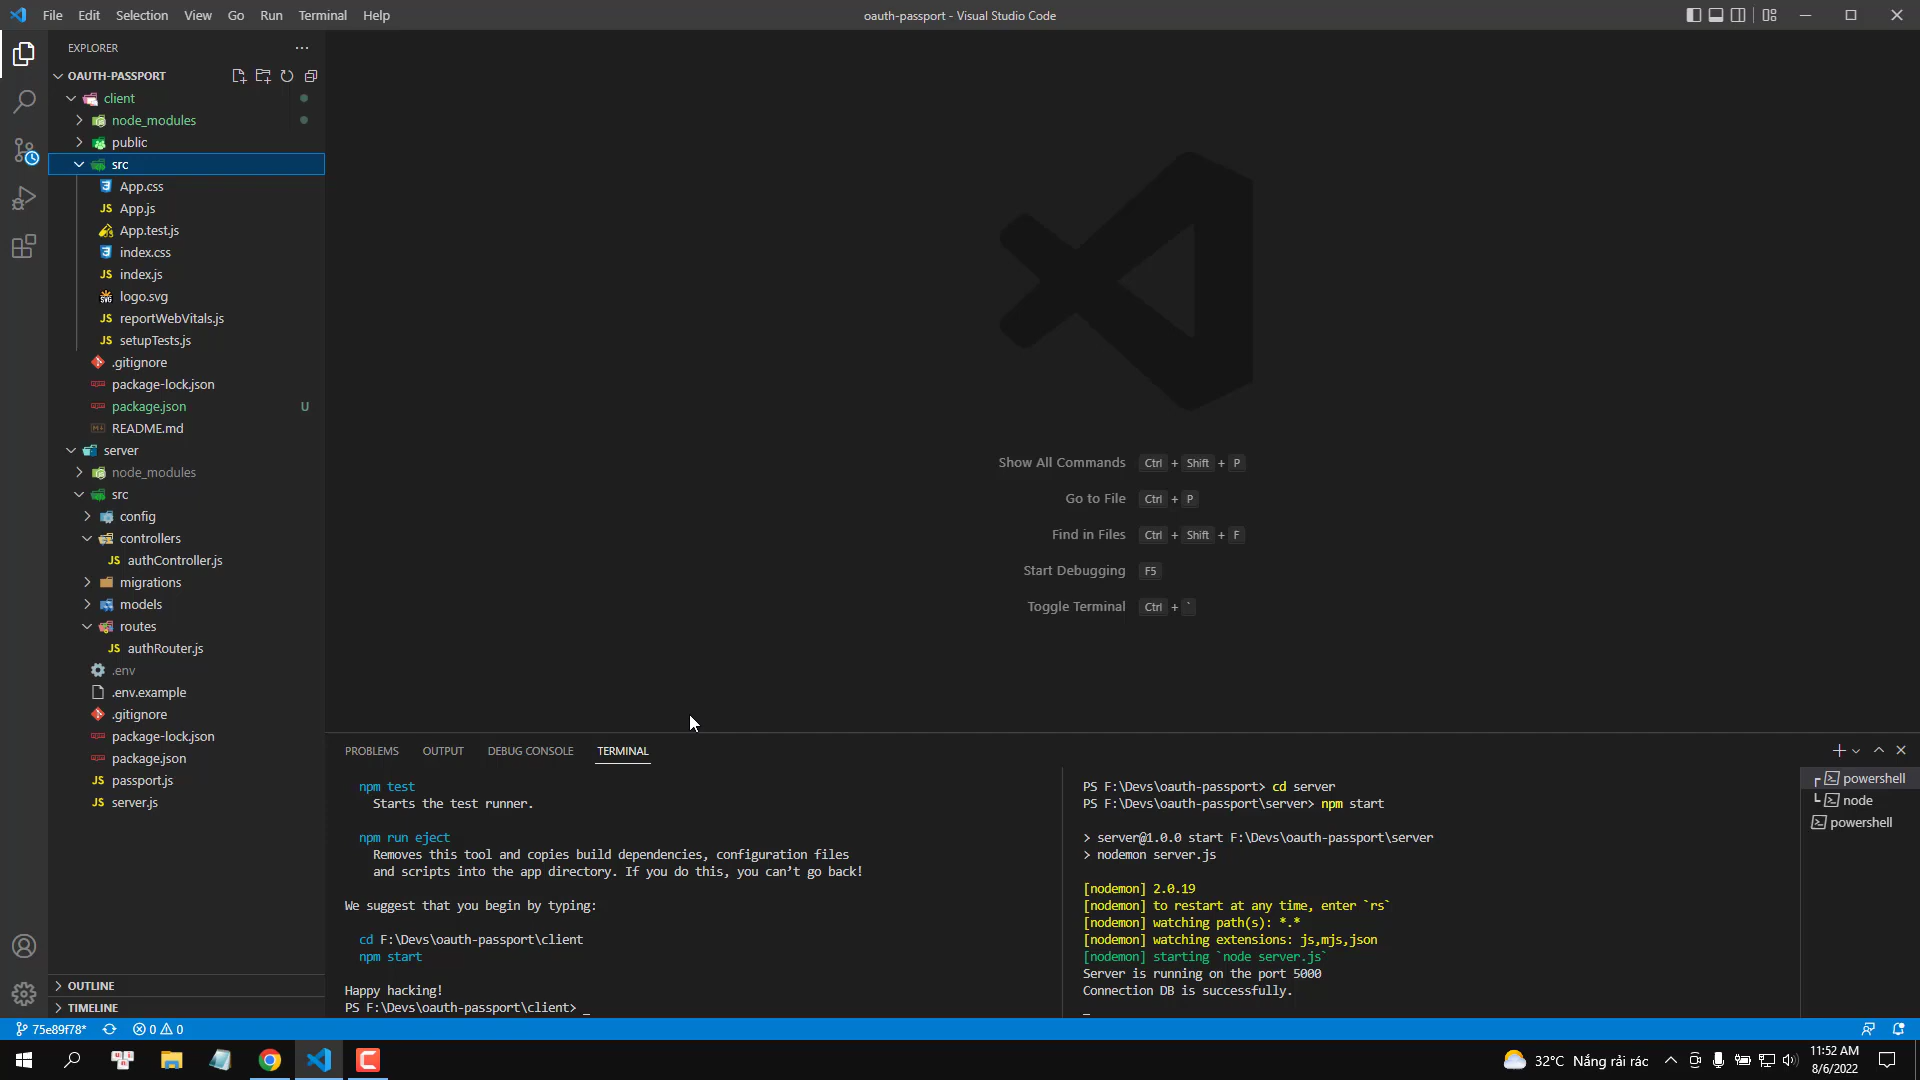 File Edit Selection View Go Run Terminal Help
oauth-passport - Visual Studio Code
EXPLORER
OAUTH-PASSPORT
client
node_modules
public
src
App.css
App.js
App.test.js
index.css
index.js
logo.svg
reportWebVitals.js
setupTests.js
.gitignore
package-lock.json
package.json U
README.md
server
node_modules
src
config
controllers
authController.js
migrations
models
routes
authRouter.js
.env
.env.example
.gitignore
package-lock.json
package.json
passport.js
server.js
OUTLINE
TIMELINE
Show All Commands Ctrl + Shift + P
Go to File Ctrl + P
Find in Files Ctrl + Shift + F
Start Debugging F5
Toggle Terminal Ctrl + `
PROBLEMS OUTPUT DEBUG CONSOLE TERMINAL
npm test
Starts the test runner.
npm run eject
Removes this tool and copies build dependencies, configuration files
and scripts into the app directory. If you do this, you can’t go back!
We suggest that you begin by typing:
cd F:\Devs\oauth-passport\client
npm start
Happy hacking!
PS F:\Devs\oauth-passport\client> _
PS F:\Devs\oauth-passport> cd server
PS F:\Devs\oauth-passport\server> npm start
> server@1.0.0 start F:\Devs\oauth-passport\server
> nodemon server.js
[nodemon] 2.0.19
[nodemon] to restart at any time, enter `rs`
[nodemon] watching path(s): *.*
[nodemon] watching extensions: js,mjs,json
[nodemon] starting `node server.js`
Server is running on the port 5000
Connection DB is successfully.
_
powershell
node
powershell
75e89f78* 0 0
32°C Nắng rải rác
11:52 AM
8/6/2022